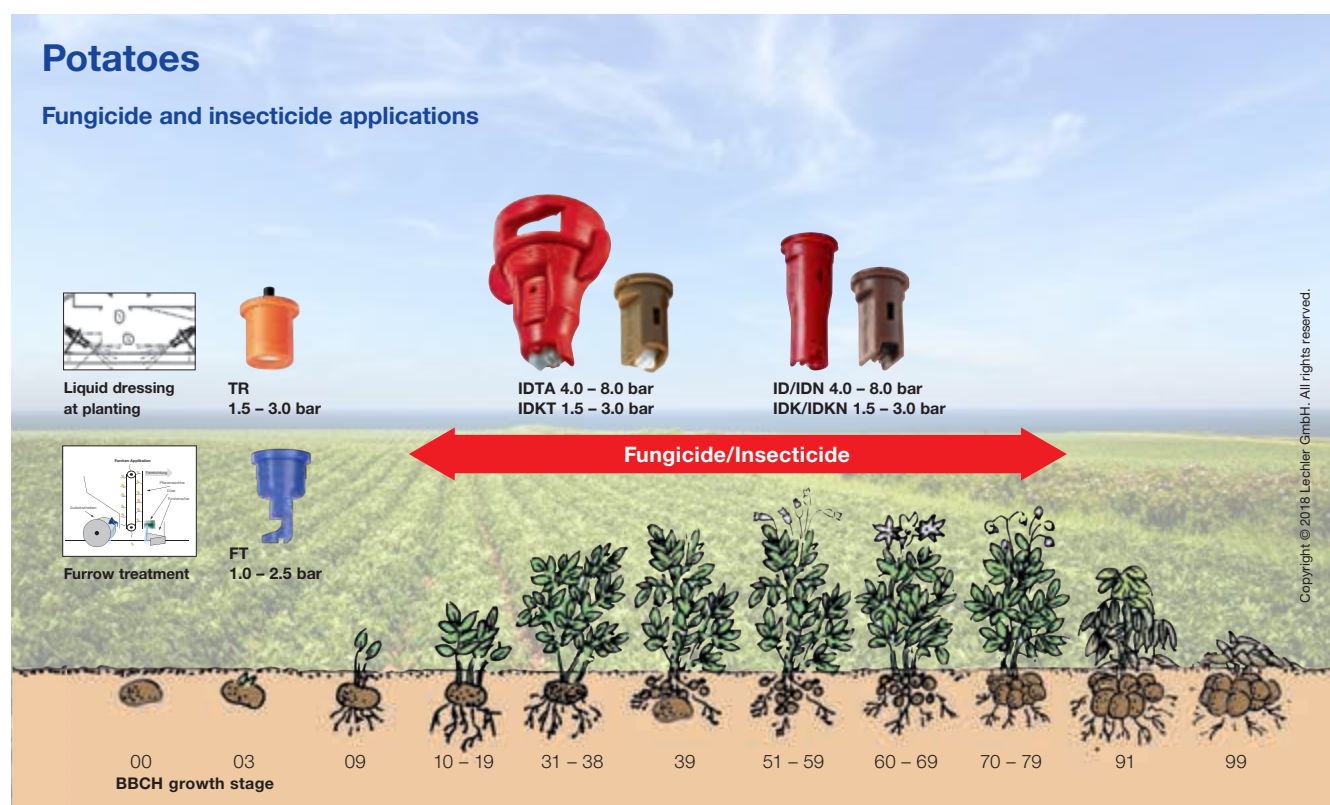 Potatoes
Fungicide and insecticide applications
Liquid dressing
at planting
TR
1.5 – 3.0 bar
IDTA 4.0 – 8.0 bar
IDKT 1.5 – 3.0 bar
ID/IDN 4.0 – 8.0 bar
IDK/IDKN 1.5 – 3.0 bar
Fungicide/Insecticide
Furrow treatment
FT
1.0 – 2.5 bar
00
03
09
10 – 19
31 – 38
39
51 – 59
60 – 69
70 – 79
91
99
BBCH growth stage
Copyright © 2018 Lechler GmbH. All rights reserved.